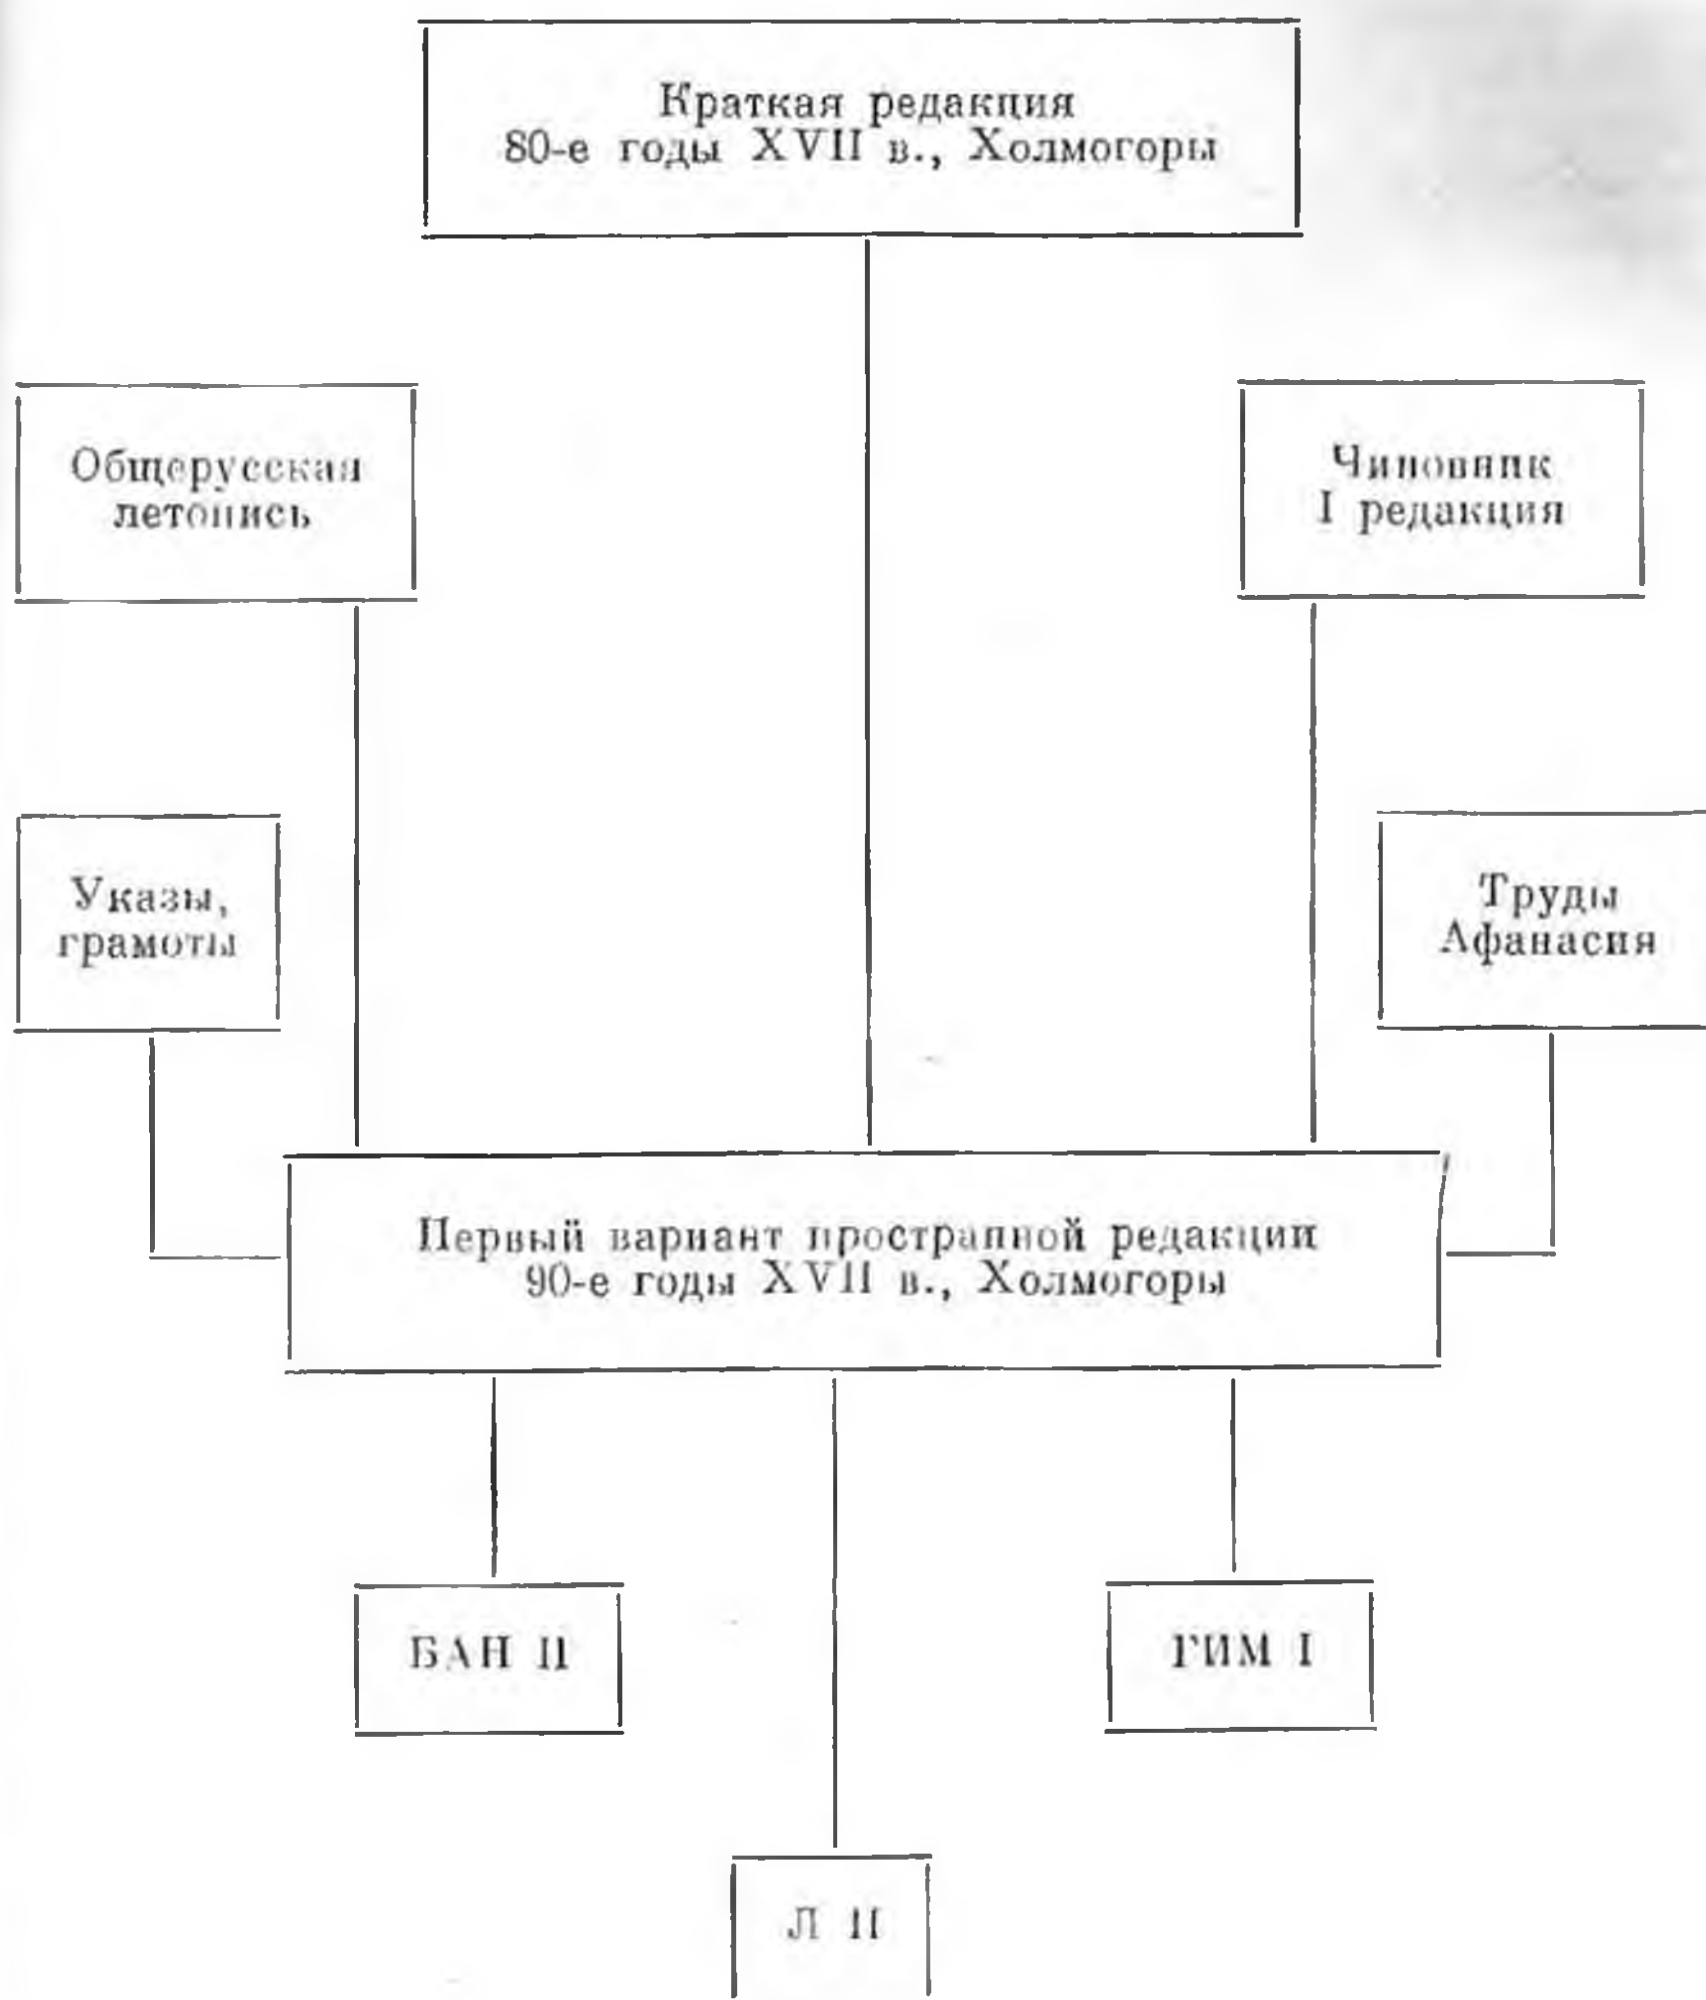 Краткая редакция
80-е годы XVII в., Холмогоры
Общерусская
летопись
Чиновник
I редакция
Указы,
грамоты
Труды
Афанасия
Первый вариант пространной редакции
90-е годы XVII в., Холмогоры
БАН II
ГИМ I
Л II